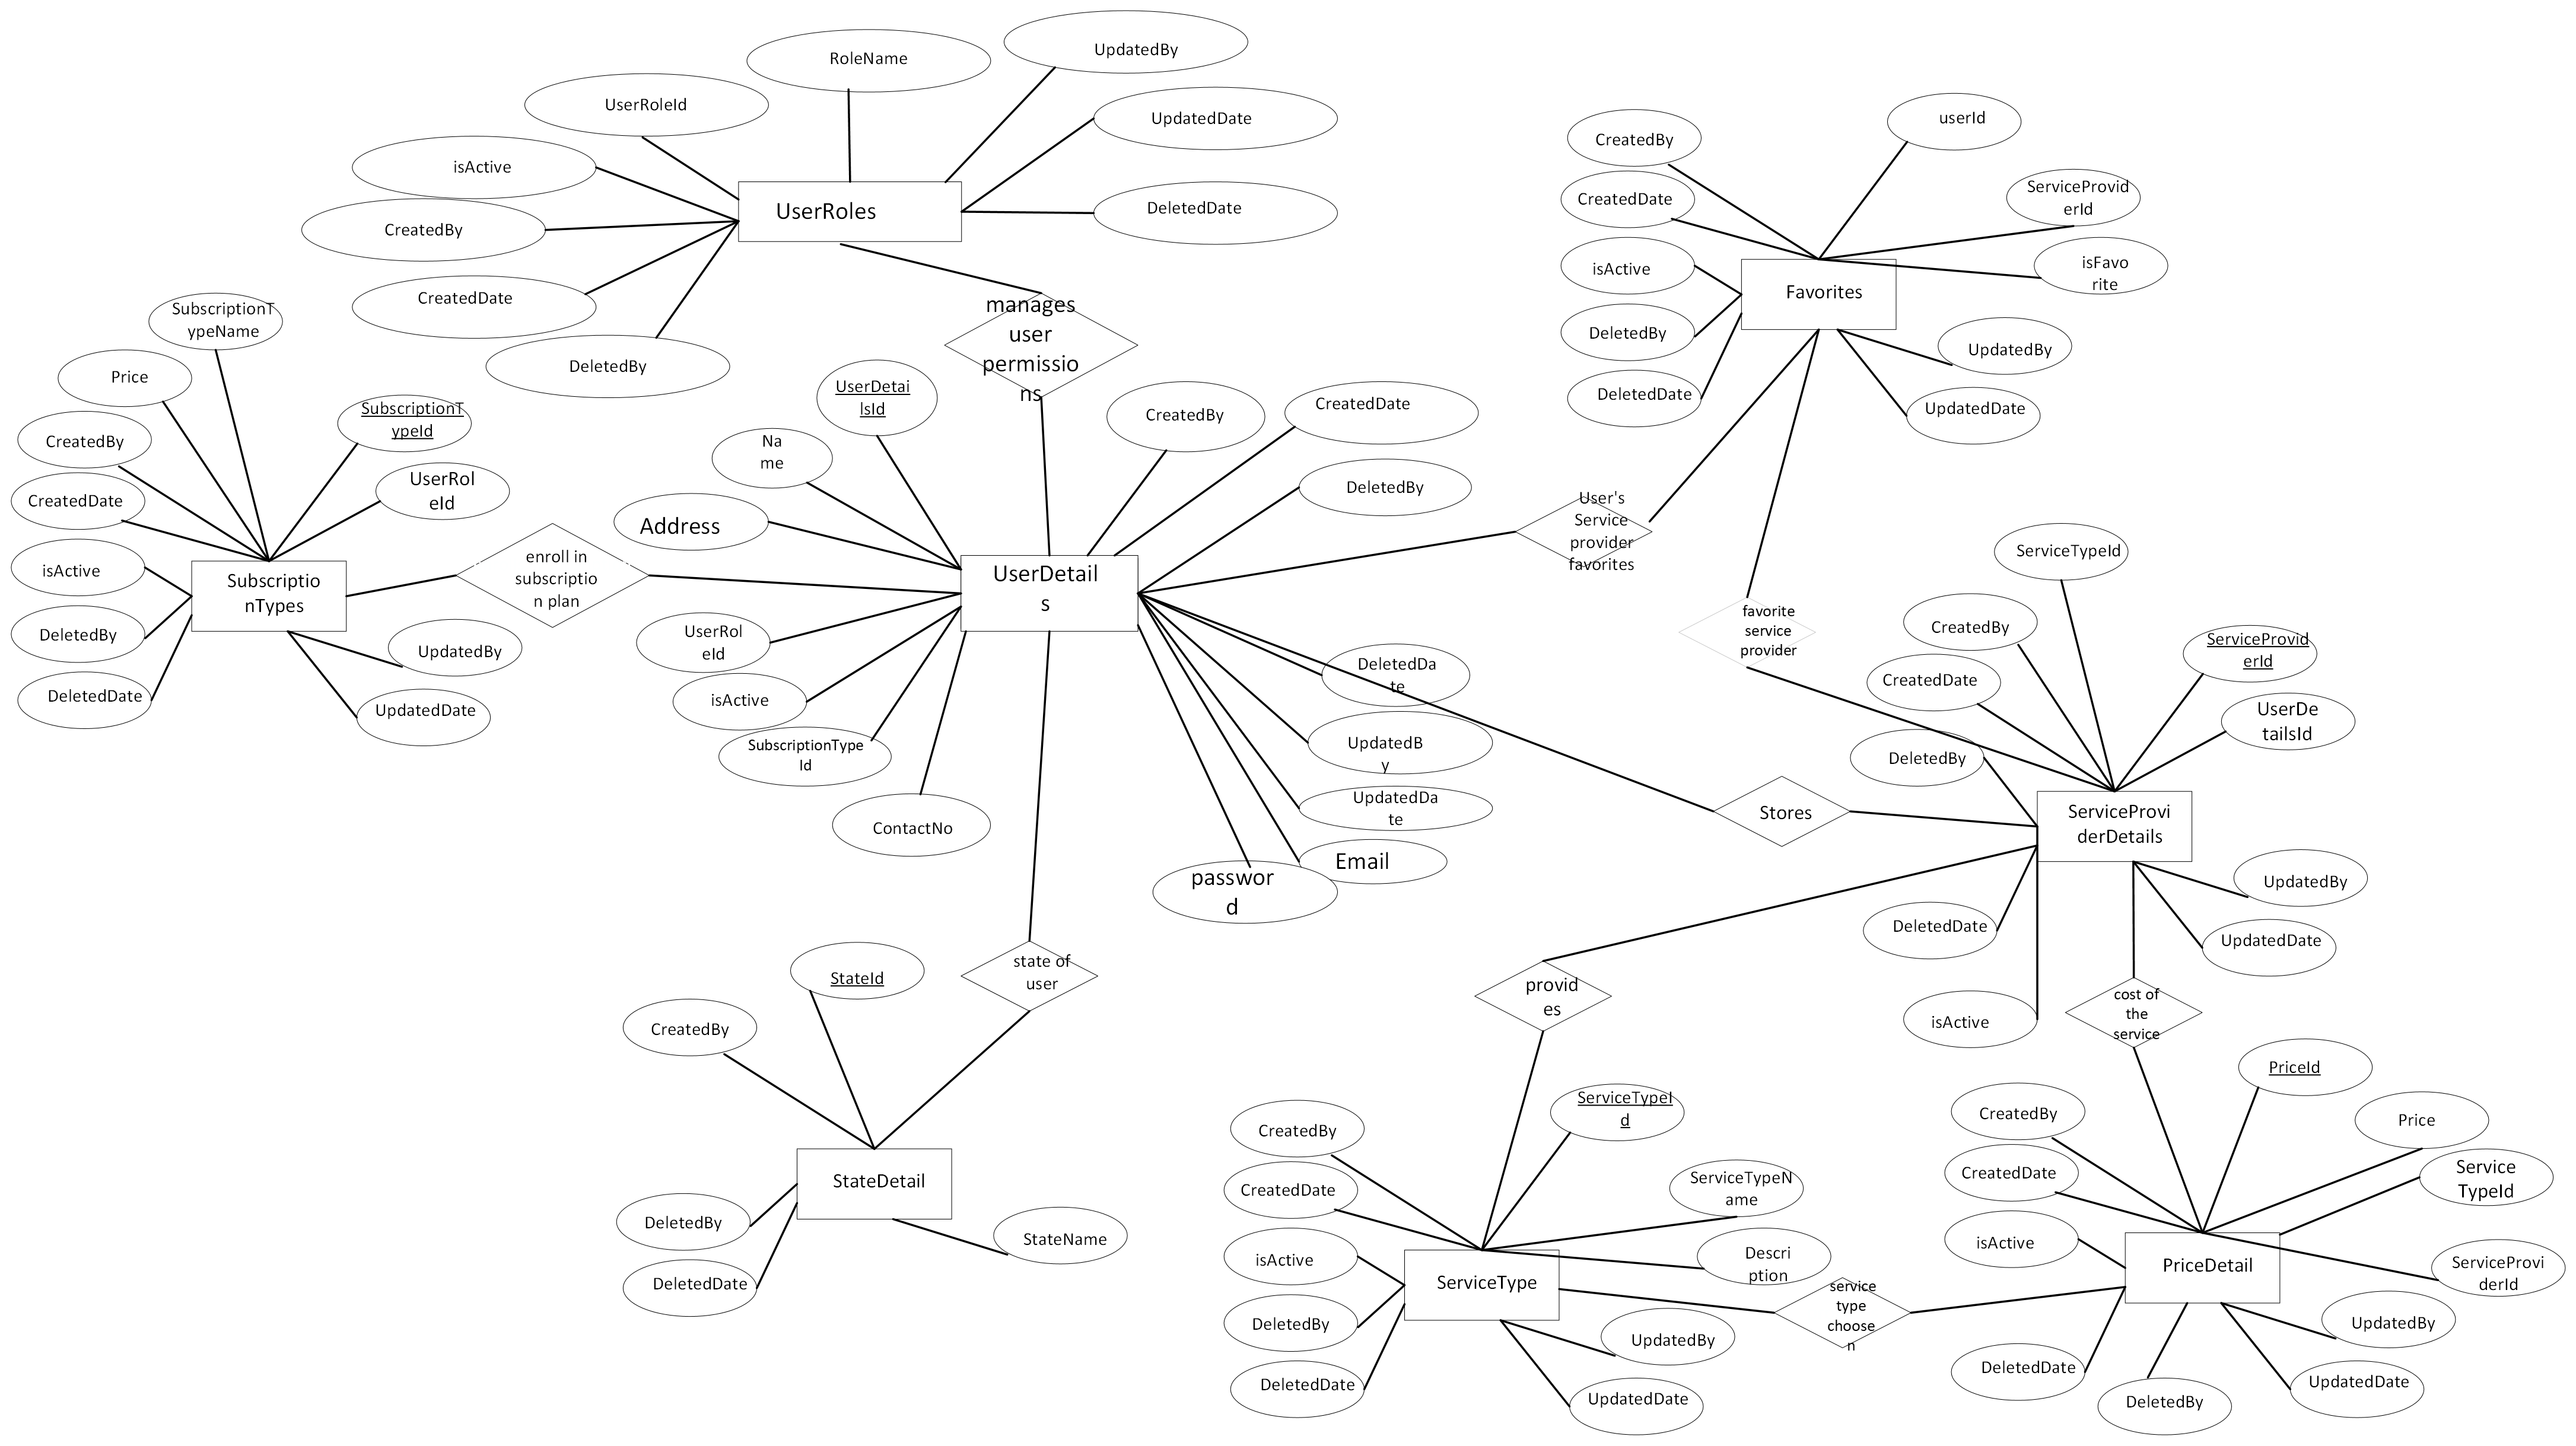 UpdatedBy
RoleName
UserRoleId
UpdatedDate
isActive
DeletedDate
UserRoles
CreatedBy
CreatedDate
DeletedBy
manages
user
permissio
ns
userId
CreatedBy
ServiceProvid
erId
CreatedDate
isFavo
rite
isActive
Favorites
DeletedBy
UpdatedBy
DeletedDate
UpdatedDate
SubscriptionT
ypeName
Price
SubscriptionT
ypeId
CreatedBy
UserRol
eId
CreatedDate
isActive
Subscriptio
nTypes
DeletedBy
UpdatedBy
DeletedDate
UpdatedDate
enroll in
subscriptio
n plan
UserDetai
lsId
Na
me
Address
CreatedBy
CreatedDate
DeletedBy
UserDetail
s
UserRol
eId
isActive
SubscriptionType
Id
ContactNo
DeletedDa
te
UpdatedB
y
UpdatedDa
te
Email
passwor
d
User's
Service
provider
favorites
favorite
service
provider
Stores
ServiceTypeId
CreatedBy
ServiceProvid
erId
CreatedDate
UserDe
tailsId
DeletedBy
ServiceProvi
derDetails
UpdatedBy
DeletedDate
UpdatedDate
isActive
state of
user
StateId
CreatedBy
StateDetail
DeletedBy
StateName
DeletedDate
provid
es
cost of
the
service
ServiceTypeI
d
CreatedBy
ServiceTypeN
ame
CreatedDate
Descri
ption
isActive
ServiceType
DeletedBy
UpdatedBy
DeletedDate
UpdatedDate
service
type
choose
n
PriceId
CreatedBy
Price
CreatedDate
Service
TypeId
isActive
PriceDetail
ServiceProvi
derId
UpdatedBy
DeletedDate
UpdatedDate
DeletedBy